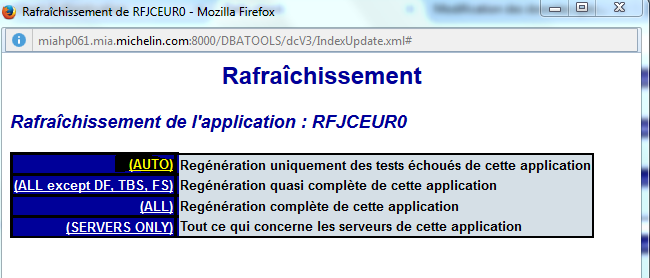 Rafraîchissement de RFJCEUR0 - Mozilla Firefox
miahp061.mia.michelin.com:8000/DBATOOLS/dcV3/IndexUpdate.xml#
Rafraîchissement
Rafraîchissement de l'application : RFJCEUR0
(AUTO) Regénération uniquement des tests échoués de cette application
(ALL except DF, TBS, FS) Regénération quasi complète de cette application
(ALL) Regénération complète de cette application
(SERVERS ONLY) Tout ce qui concerne les serveurs de cette application